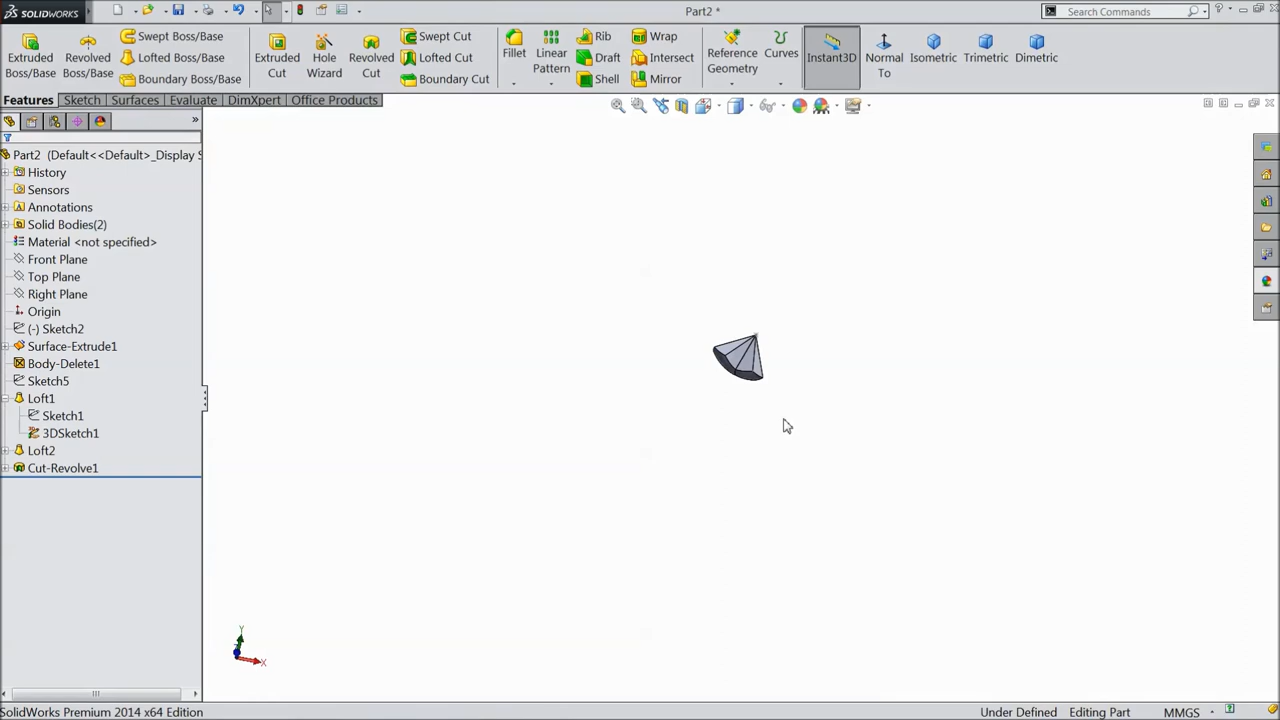 SOLIDWORKS
Part2 *
Search Commands
Extruded Boss/Base
Revolved Boss/Base
Swept Boss/Base
Lofted Boss/Base
Boundary Boss/Base
Extruded Cut
Hole Wizard
Revolved Cut
Swept Cut
Lofted Cut
Boundary Cut
Fillet
Linear Pattern
Rib
Draft
Shell
Wrap
Intersect
Mirror
Reference Geometry
Curves
Instant3D
Normal To
Isometric
Trimetric
Dimetric
Features
Sketch
Surfaces
Evaluate
DimXpert
Office Products
»
Part2 (Default<<Default>_Display S
History
Sensors
Annotations
Solid Bodies(2)
Material <not specified>
Front Plane
Top Plane
Right Plane
Origin
(-) Sketch2
Surface-Extrude1
Body-Delete1
Sketch5
Loft1
Sketch1
3DSketch1
Loft2
Cut-Revolve1
Y
X
SolidWorks Premium 2014 x64 Edition
Under Defined
Editing Part
MMGS